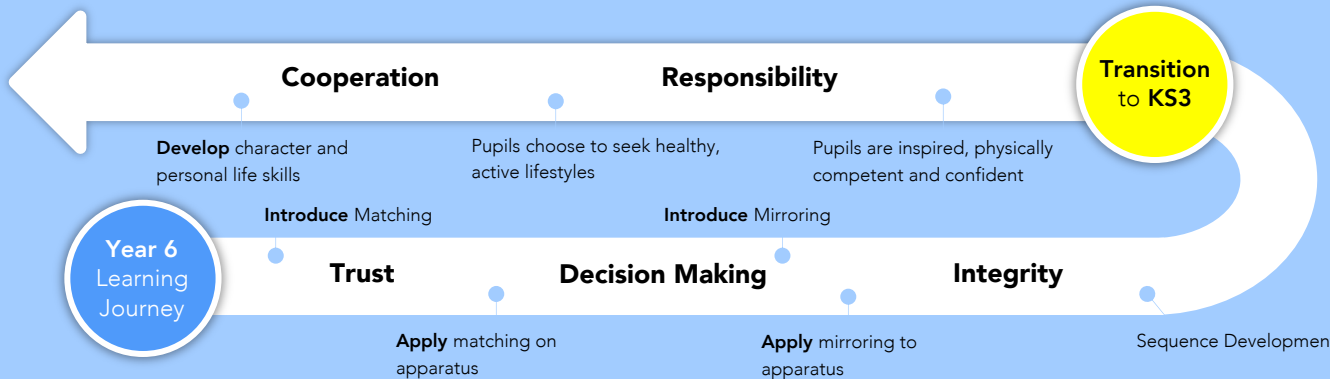 Cooperation
Responsibility
Transition
to KS3
Develop character and
personal life skills
Pupils choose to seek healthy,
active lifestyles
Pupils are inspired, physically
competent and confident
Introduce Matching
Introduce Mirroring
Year 6
Learning
Journey
Trust
Decision Making
Integrity
Apply matching on
apparatus
Apply mirroring to
apparatus
Sequence Developmen